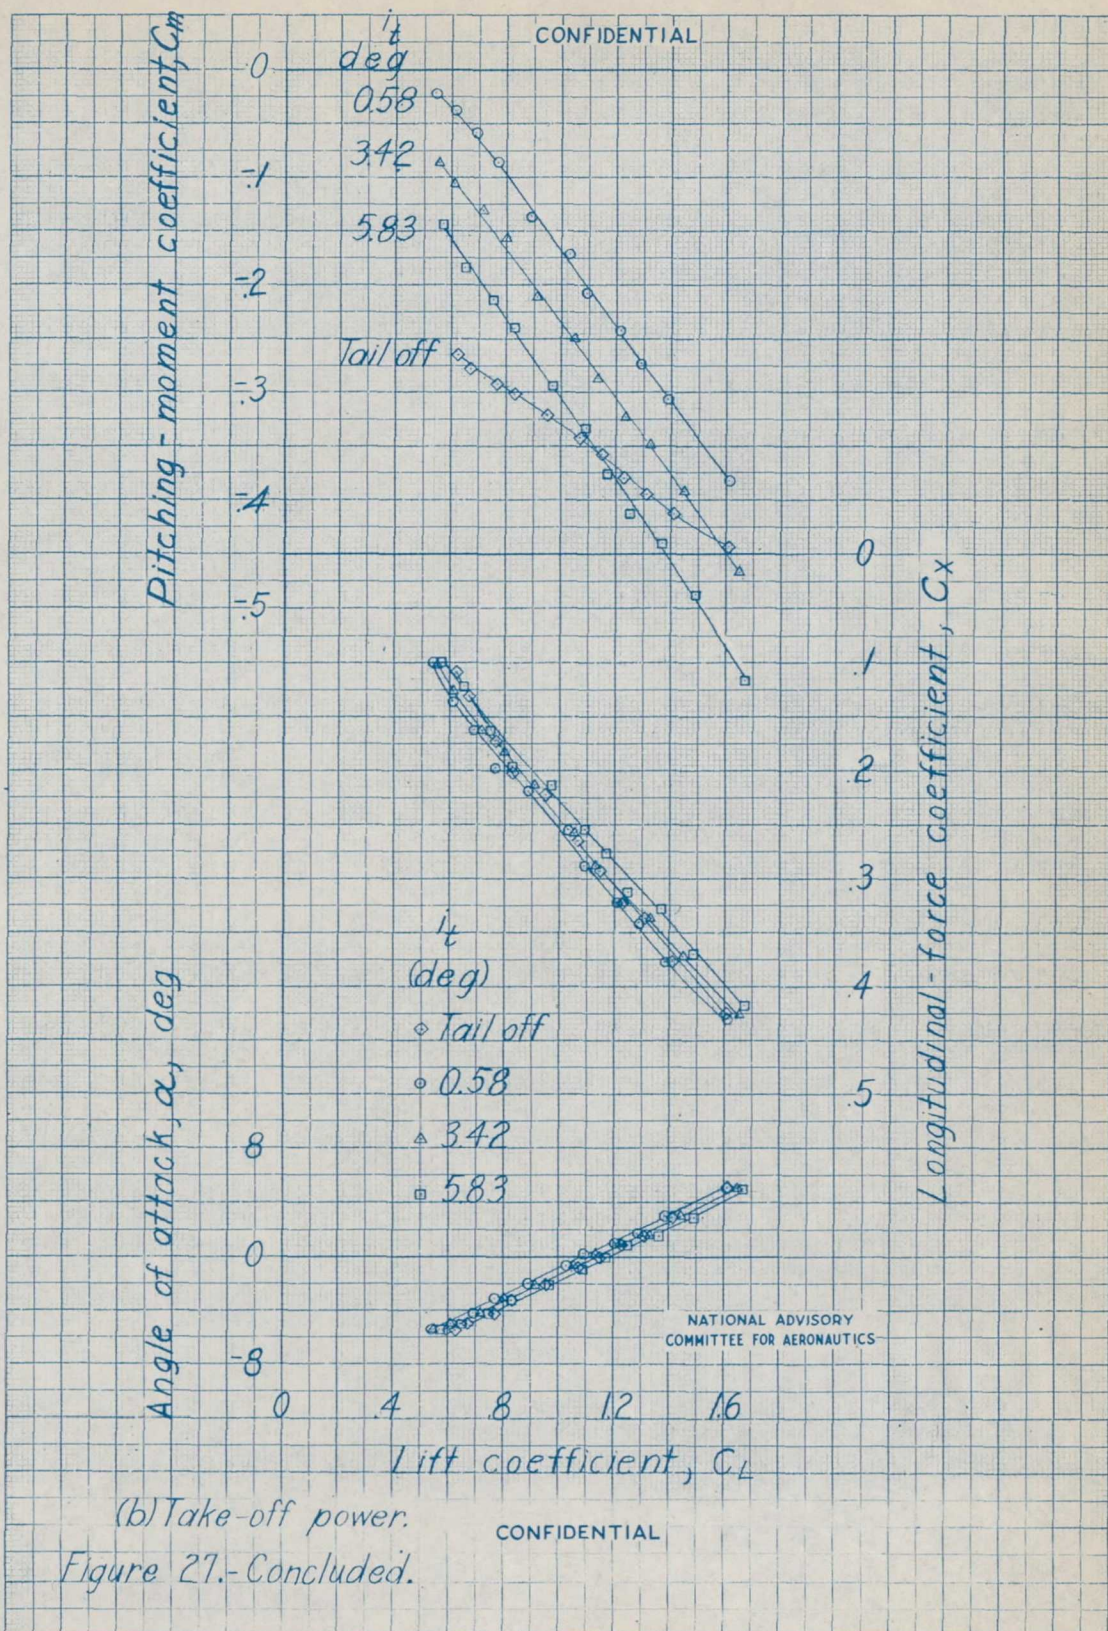 CONFIDENTIAL
Pitching-moment coefficient, Cm
0
-.1
-.2
-.3
-.4
-.5
it
deg
0.58
3.42
5.83
Tail off
Longitudinal-force coefficient, CX
0
.1
.2
.3
.4
.5
it
(deg)
Tail off
0.58
3.42
5.83
Angle of attack, α, deg
8
0
-8
NATIONAL ADVISORY
COMMITTEE FOR AERONAUTICS
0 .4 .8 1.2 1.6
Lift coefficient, CL
(b) Take-off power.
CONFIDENTIAL
Figure 27.- Concluded.